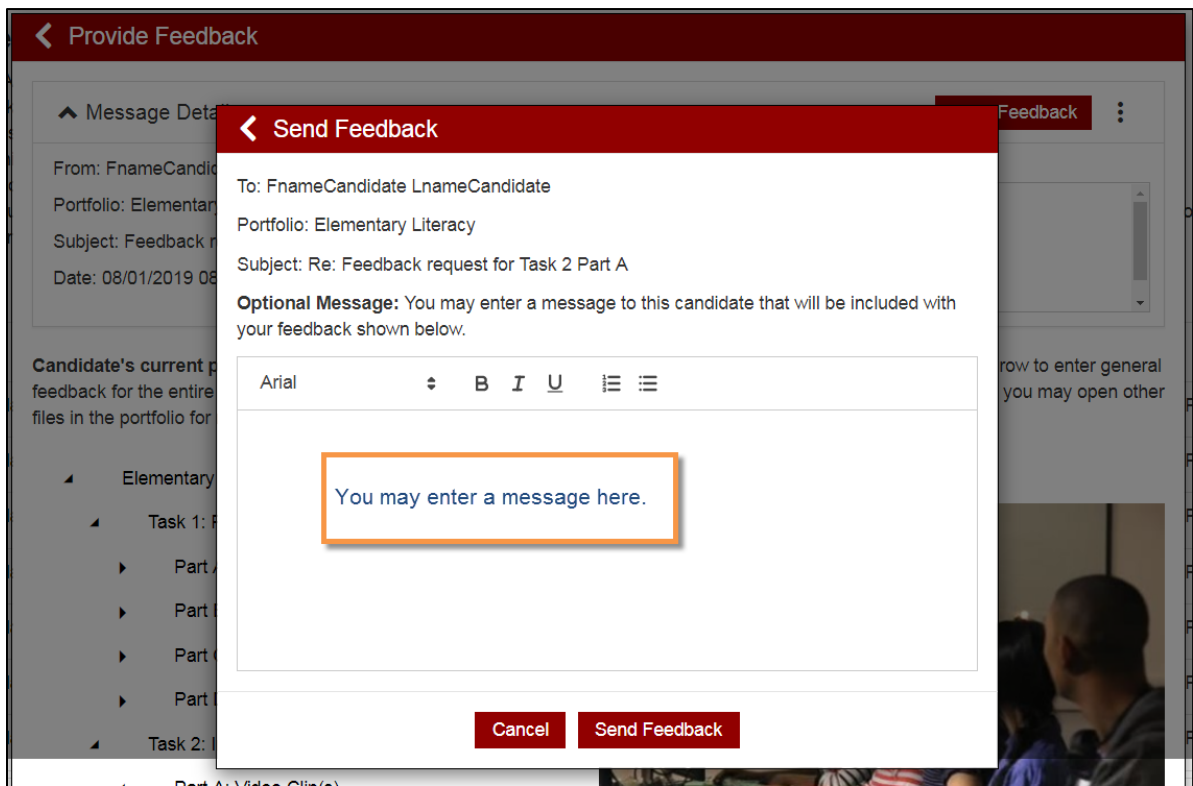 Provide Feedback
Message
Feedback
Send Feedback
From:
To: FnameCandidate LnameCandidate
Portfolio:
Portfolio: Elementary Literacy
Subject: Feedback
Subject: Re: Feedback request for Task 2 Part A
Date: 08/01/2019
Optional Message: You may enter a message to this candidate that will be included with
your feedback shown below.
Candidate's current
row to enter general
feedback for the entire
you may open other
files in the portfolio for
Arial
B I U
You may enter a message here.
Elementary
Task 1:
Part
Part
Part
Part
Task 2:
Cancel
Send Feedback
Part A: Video Clip(s)